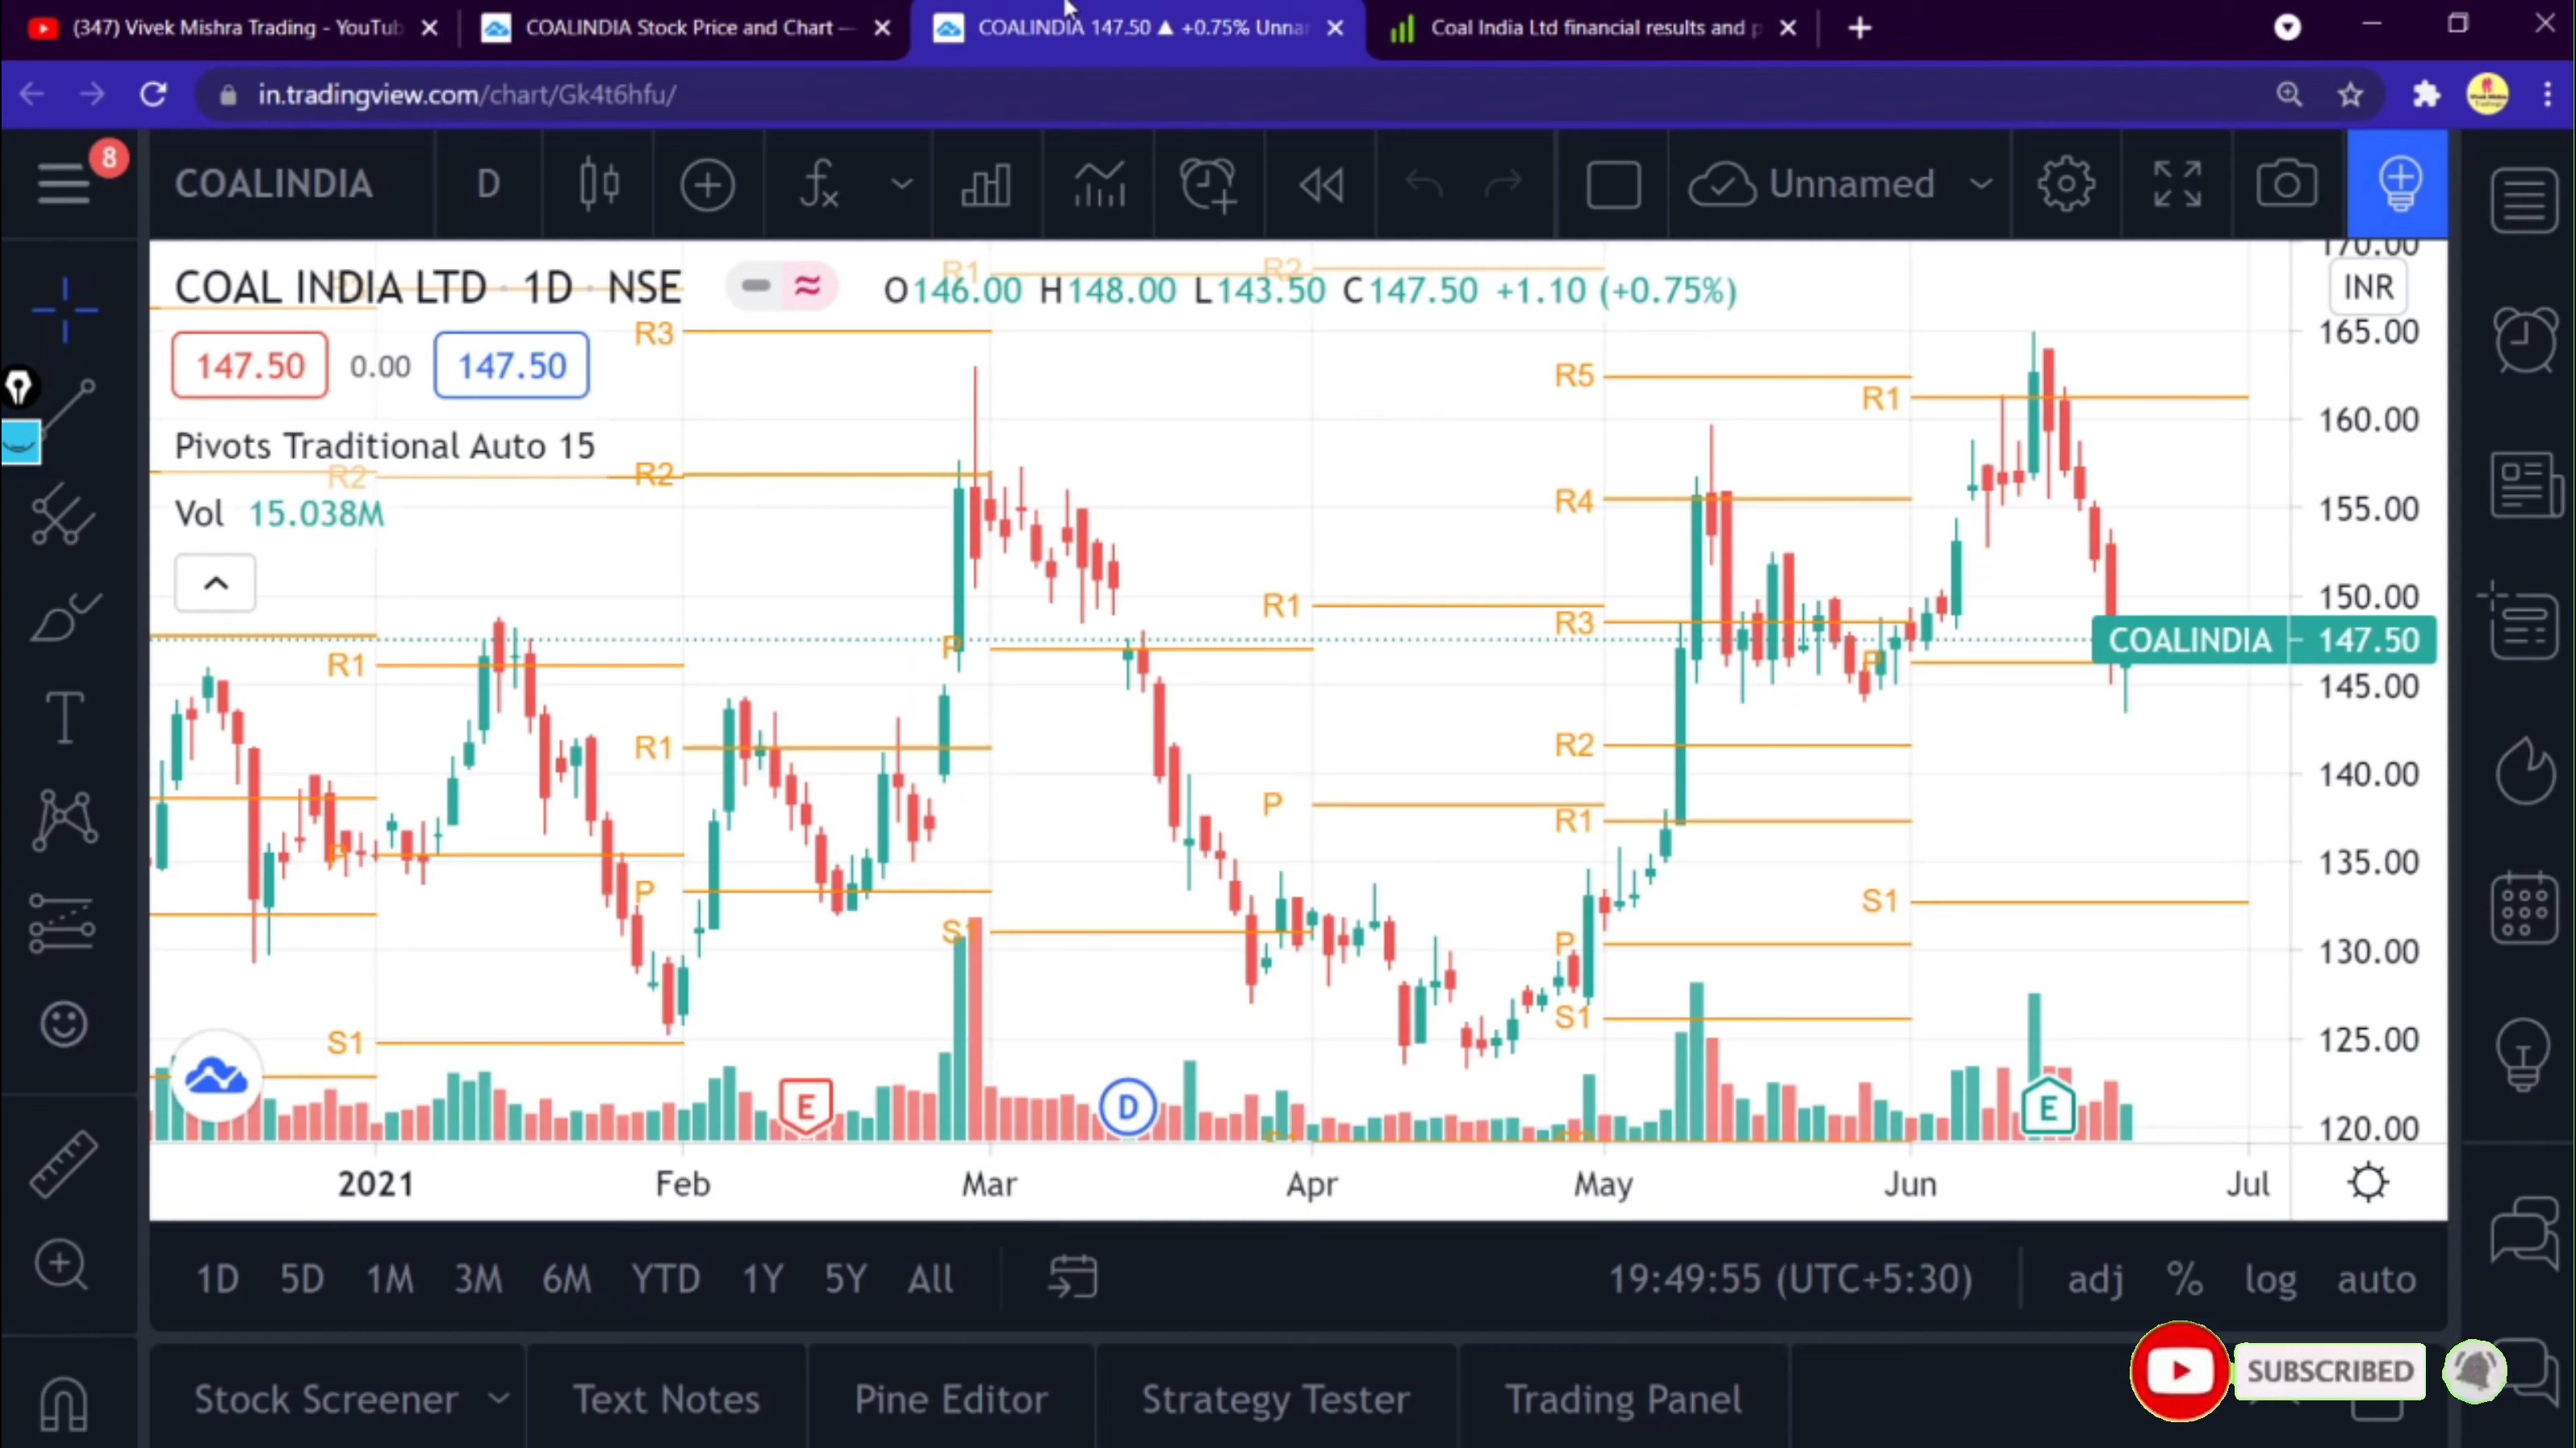 (347) Vivek Mishra Trading - YouTub
COALINDIA Stock Price and Chart —
COALINDIA 147.50 ▲ +0.75% Unnar
Coal India Ltd financial results and p
in.tradingview.com/chart/Gk4t6hfu/
8
COALINDIA
D
Unnamed
COAL INDIA LTD · 1D · NSE
O146.00 H148.00 L143.50 C147.50 +1.10 (+0.75%)
INR
147.50 0.00 147.50
Pivots Traditional Auto 15
Vol 15.038M
R2
R1
P
S1
R3
R2
R1
P
R1
P
S1
R2
R1
P
R5
R4
R3
R2
R1
P
S1
R1
P
S1
170.00
165.00
160.00
155.00
150.00
COALINDIA 147.50
145.00
140.00
135.00
130.00
125.00
120.00
E
D
E
2021 Feb Mar Apr May Jun Jul
1D 5D 1M 3M 6M YTD 1Y 5Y All
19:49:55 (UTC+5:30)
adj % log auto
Stock Screener
Text Notes
Pine Editor
Strategy Tester
Trading Panel
SUBSCRIBED